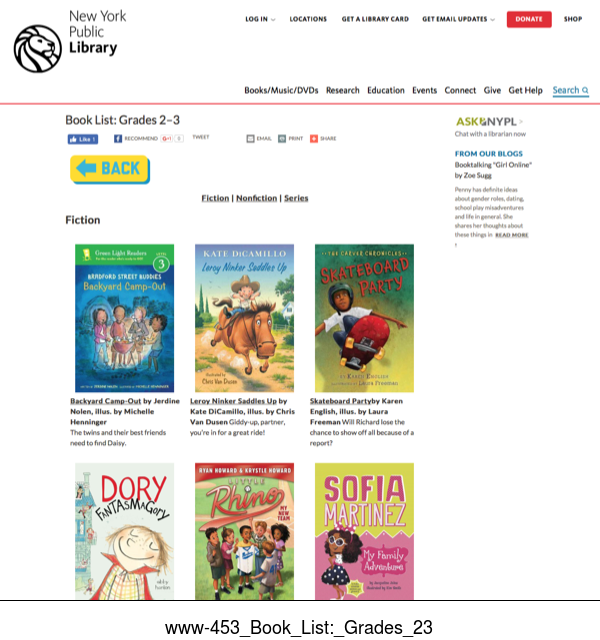 New York
Public
Library
LOG IN
LOCATIONS
GET A LIBRARY CARD
GET EMAIL UPDATES
DONATE
SHOP
Books/Music/DVDs Research Education Events Connect Give Get Help Search
Book List: Grades 2–3
Like
RECOMMEND
TWEET
EMAIL
PRINT
SHARE
BACK
Fiction | Nonfiction | Series
Fiction
Green Light Readers
3
BRADFORD STREET BUDDIES
Backyard Camp-Out
KATE DICAMILLO
Leroy Ninker Saddles Up
Illustrated by
Chris Van Dusen
THE CARVER CHRONICLES
SKATEBOARD
PARTY
BY KAREN ENGLISH
Backyard Camp-Out by Jerdine
Nolen, illus. by Michelle
Henninger
The twins and their best friends
need to find Daisy.
Leroy Ninker Saddles Up by
Kate DiCamillo, illus. by Chris
Van Dusen Giddy-up, partner,
you're in for a great ride!
Skateboard Partyby Karen
English, illus. by Laura
Freeman Will Richard lose the
chance to show off all because of a
report?
DORY
FANTASMAGORY
RYAN HOWARD & KRYSTLE HOWARD
LITTLE
Rhino
MY
NEW
TEAM
SOFIA
MARTINEZ
My Family
Adventure
ASKNYPL >
Chat with a librarian now
FROM OUR BLOGS
Booktalking "Girl Online"
by Zoe Sugg
Penny has definite ideas
about gender roles, dating,
school play misadventures
and life in general. She
shares her thoughts about
these things in READ MORE
www-453_Book_List:_Grades_23